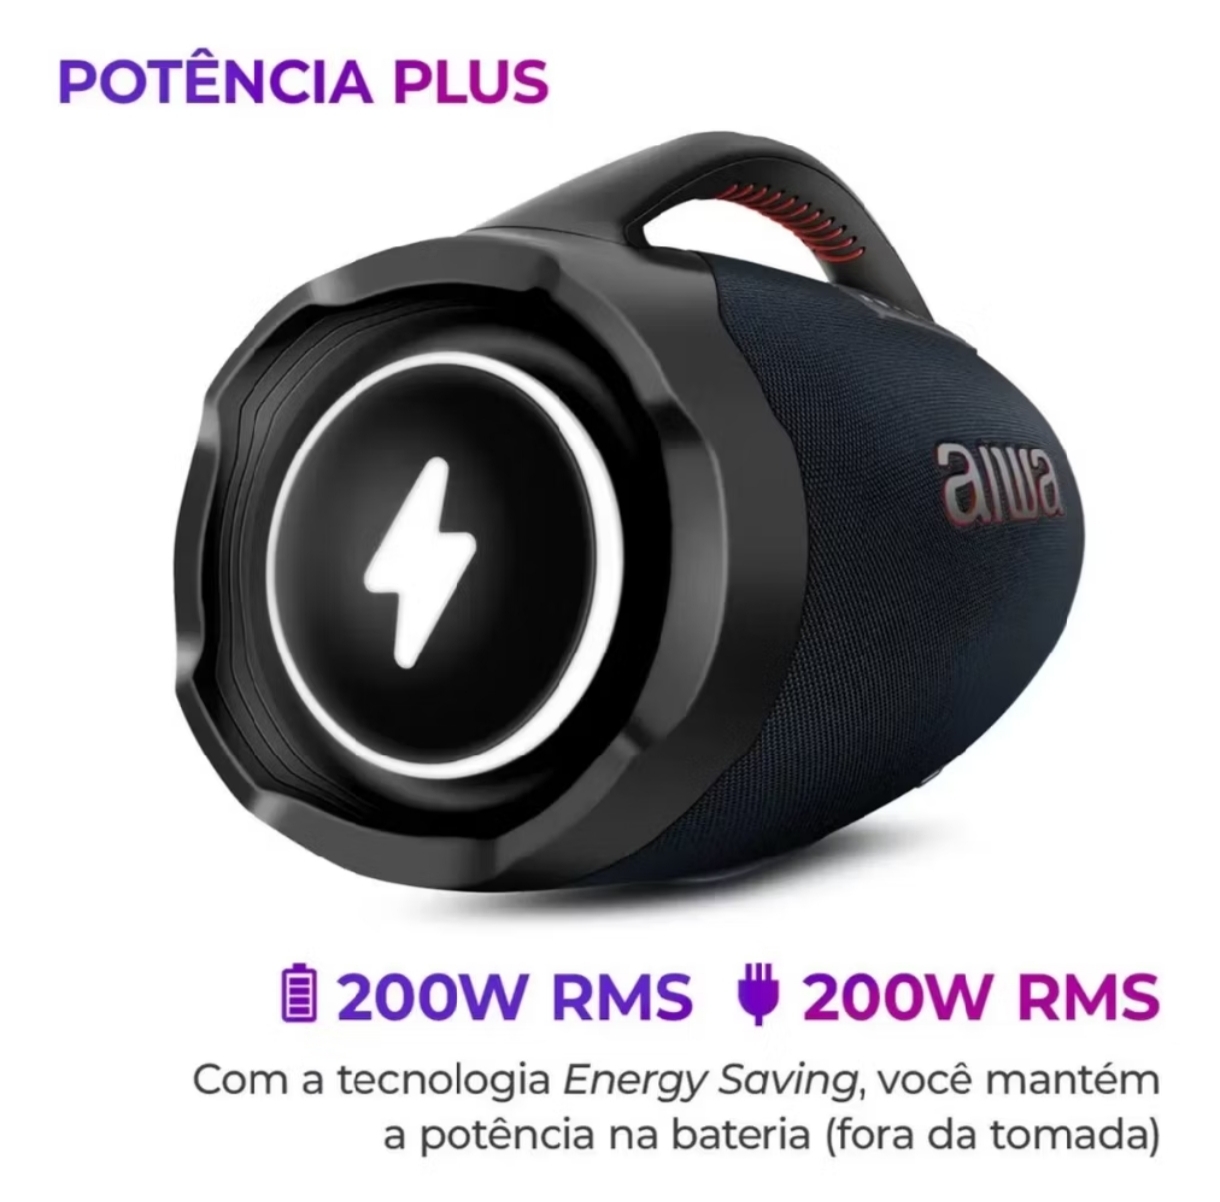 POTÊNCIA PLUS
aiwa
200W RMS 200W RMS
Com a tecnologia Energy Saving, você mantém
a potência na bateria (fora da tomada)